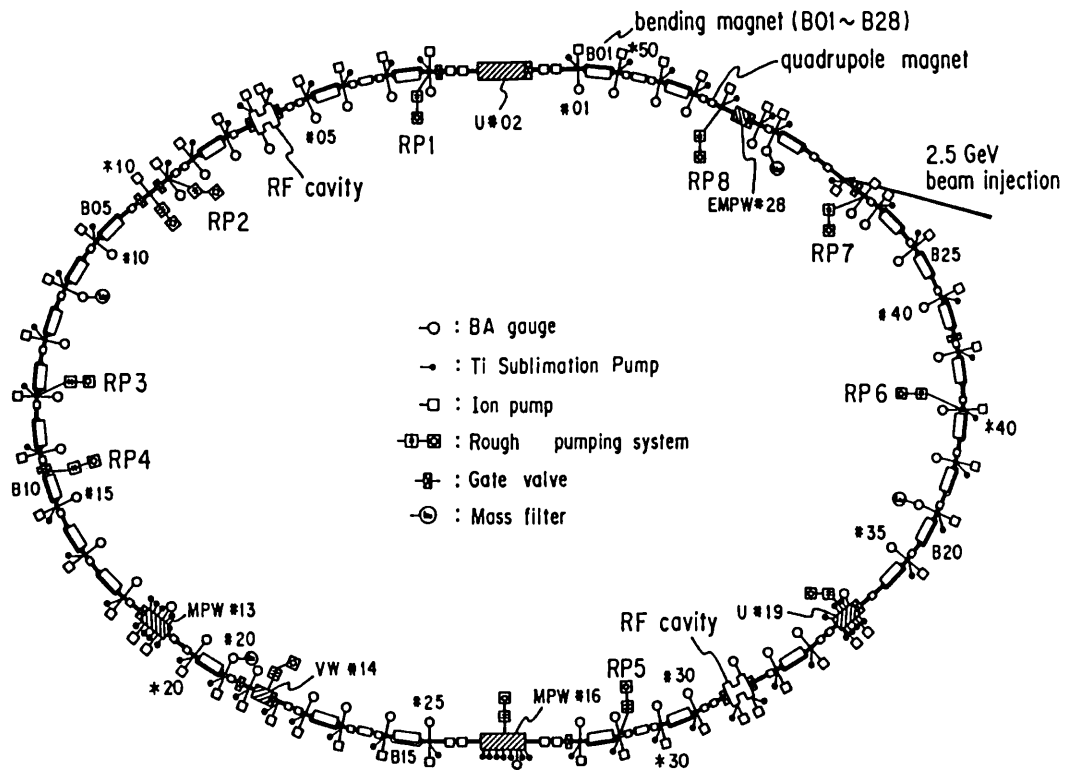 bending magnet (B01~B28)
B01
*50
quadrupole magnet
U#02
#01
#05
RP1
RP8
2.5 GeV
beam injection
*10
RF cavity
EMPW#28
B05
RP2
RP7
#10
B25
#40
: BA gauge
: Ti Sublimation Pump
RP3
: Ion pump
RP6
*40
: Rough pumping system
RP4
B10
#15
: Gate valve
: Mass filter
#35
B20
MPW #13
U #19
RF cavity
#20
VW #14
RP5
#30
*20
#25
MPW #16
B15
*30